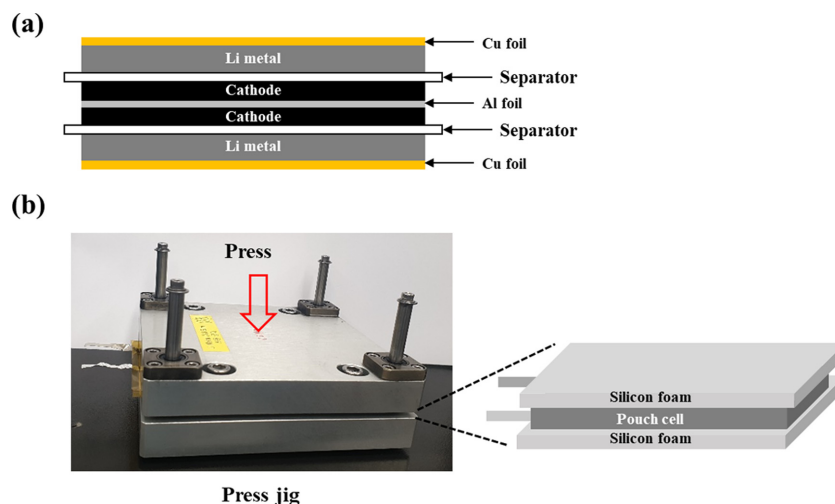 (a)
Cu foil
Li metal
Separator
Cathode
Al foil
Cathode
Separator
Li metal
Cu foil
(b)
Press
Silicon foam
Pouch cell
Silicon foam
Press jig